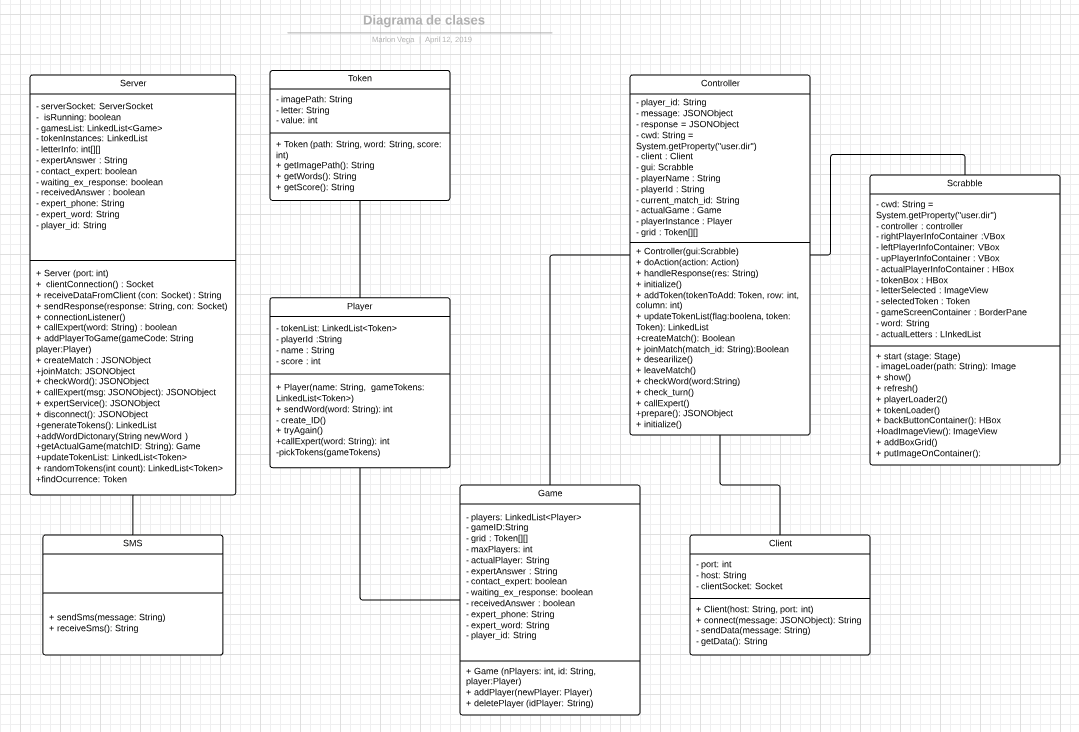 Diagrama de clases
Marlon Vega | April 12, 2019
Server
- serverSocket: ServerSocket
- isRunning: boolean
- gamesList: LinkedList<Game>
- tokenInstances: LinkedList
- letterInfo: int[][]
- expertAnswer : String
- contact_expert: boolean
- waiting_ex_response: boolean
- receivedAnswer : boolean
- expert_phone: String
- expert_word: String
- player_id: String
+ Server (port: int)
+ clientConnection() : Socket
+ receiveDataFromClient (con: Socket) : String
+ sendResponse(response: String, con: Socket)
+ connectionListener()
+ callExpert(word: String) : boolean
+ addPlayerToGame(gameCode: String)
player:Player)
+ createMatch : JSONObject
+joinMatch: JSONObject
+ checkWord(): JSONObject
+ callExpert(msg: JSONObject): JSONObject
+ expertService(): JSONObject
+ disconnect(): JSONObject
+generateTokens(): LinkedList
+addWordDictonary(String newWord )
+getActualGame(matchID: String): Game
+updateTokenList: LinkedList<Token>
+ randomTokens(int count): LinkedList<Token>
+findOcurrence: Token
SMS
+ sendSms(message: String)
+ receiveSms(): String
Token
- imagePath: String
- letter: String
- value: int
+ Token (path: String, word: String, score:
int)
+ getImagePath(): String
+ getWords(): String
+ getScore(): String
Player
- tokenList: LinkedList<Token>
- playerId :String
- name : String
- score : int
+ Player(name: String, gameTokens:
LinkedList<Token>)
+ sendWord(word: String): int
- create_ID()
+ tryAgain()
+callExpert(word: String): int
-pickTokens(gameTokens)
Game
- players: LinkedList<Player>
- gameID:String
- grid : Token[][]
- maxPlayers: int
- actualPlayer: String
- expertAnswer : String
- contact_expert: boolean
- waiting_ex_response: boolean
- receivedAnswer : boolean
- expert_phone: String
- expert_word: String
- player_id: String
+ Game (nPlayers: int, id: String,
player:Player)
+ addPlayer(newPlayer: Player)
+ deletePlayer (idPlayer: String)
Controller
- player_id: String
- message: JSONObject
- response = JSONObject
- cwd: String =
System.getProperty("user.dir")
- client : Client
- gui: Scrabble
- playerName : String
- playerId : String
- current_match_id: String
- actualGame : Game
- playerInstance : Player
- grid : Token[][]
+ Controller(gui:Scrabble)
+ doAction(action: Action)
+ handleResponse(res: String)
+ initialize()
+ addToken(tokenToAdd: Token, row: int,
column: int)
+ updateTokenList(flag:boolena, token:
Token): LinkedList
+createMatch(): Boolean
+ joinMatch(match_id: String):Boolean
+ desearilize()
+ leaveMatch()
+ checkWord(word:String)
+ check_turn()
+ callExpert()
+prepare(): JSONObject
+ initialize()
Client
- port: int
- host: String
- clientSocket: Socket
+ Client(host: String, port: int)
+ connect(message: JSONObject): String
- sendData(message: String)
- getData(): String
Scrabble
- cwd: String =
System.getProperty("user.dir")
- controller : controller
- rightPlayerInfoContainer :VBox
- leftPlayerInfoContainer: VBox
- upPlayerInfoContainer : VBox
- actualPlayerInfoContainer : HBox
- tokenBox : HBox
- letterSelected : ImageView
- selectedToken : Token
- gameScreenContainer : BorderPane
- word: String
- actualLetters : LInkedList
+ start (stage: Stage)
- imageLoader(path: String): Image
+ show()
+ refresh()
+ playerLoader2()
+ tokenLoader()
+ backButtonContainer(): HBox
+loadImageView(): ImageView
+ addBoxGrid()
+ putImageOnContainer():